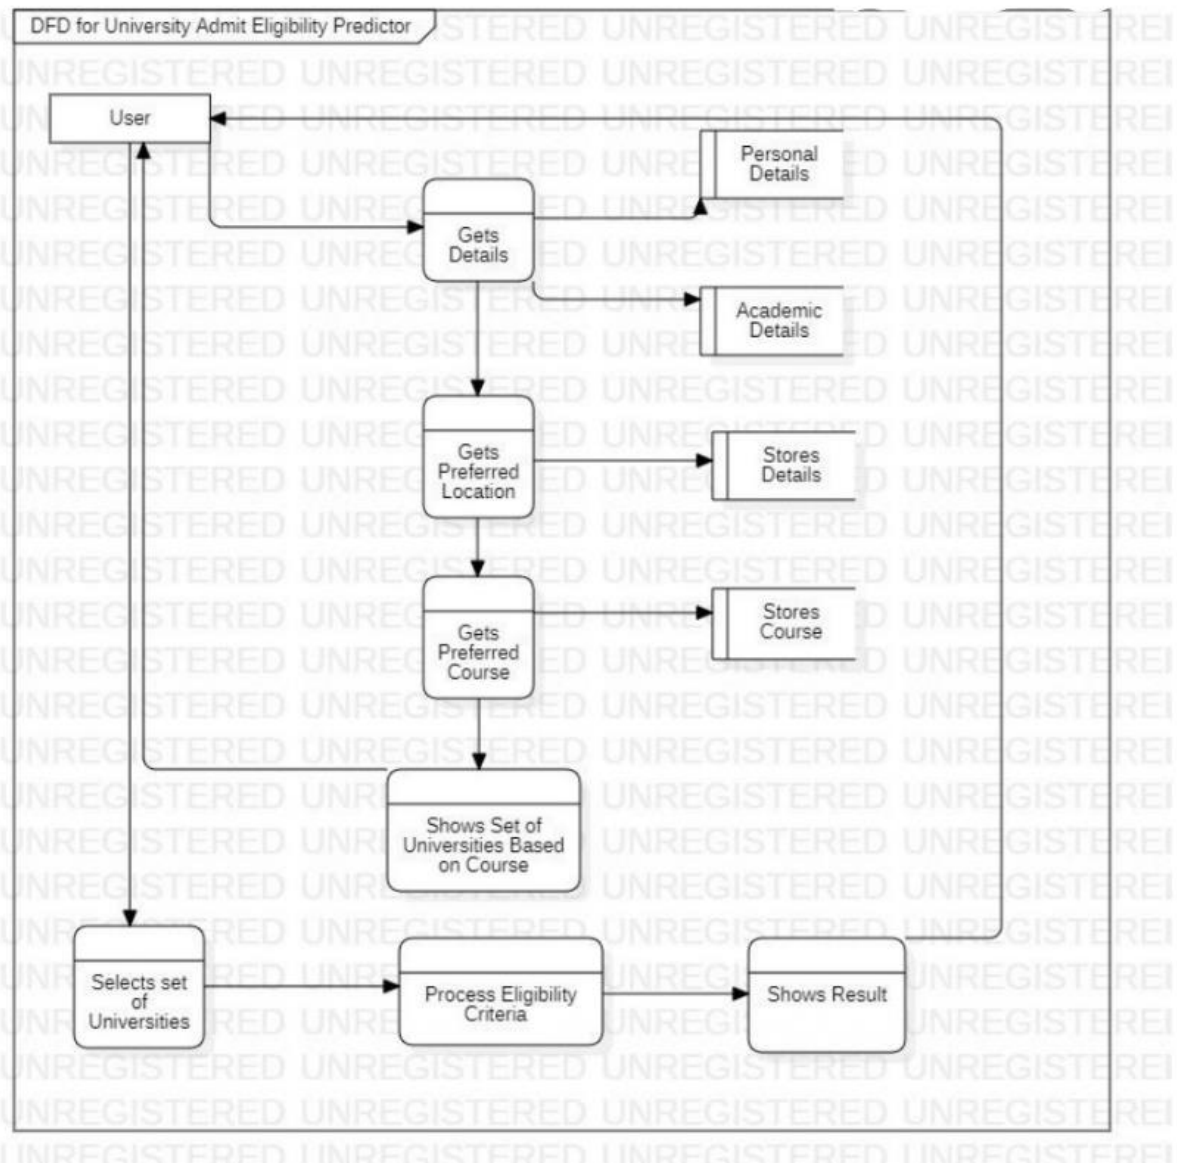 DFD for University Admit Eligibility Predictor
User
Personal
Details
Gets
Details
Academic
Details
Gets
Preferred
Location
Stores
Details
Gets
Preferred
Course
Stores
Course
Shows Set of
Universities Based
on Course
Selects set
of
Universities
Process Eligibility
Criteria
Shows Result
UNREGISTERED